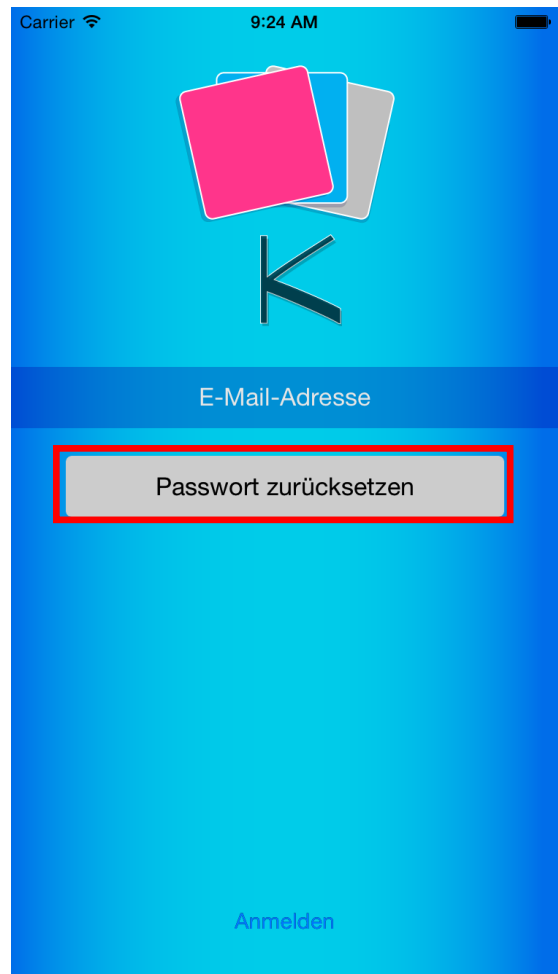 Carrier 9:24 AM
K
E-Mail-Adresse
Passwort zurücksetzen
Anmelden